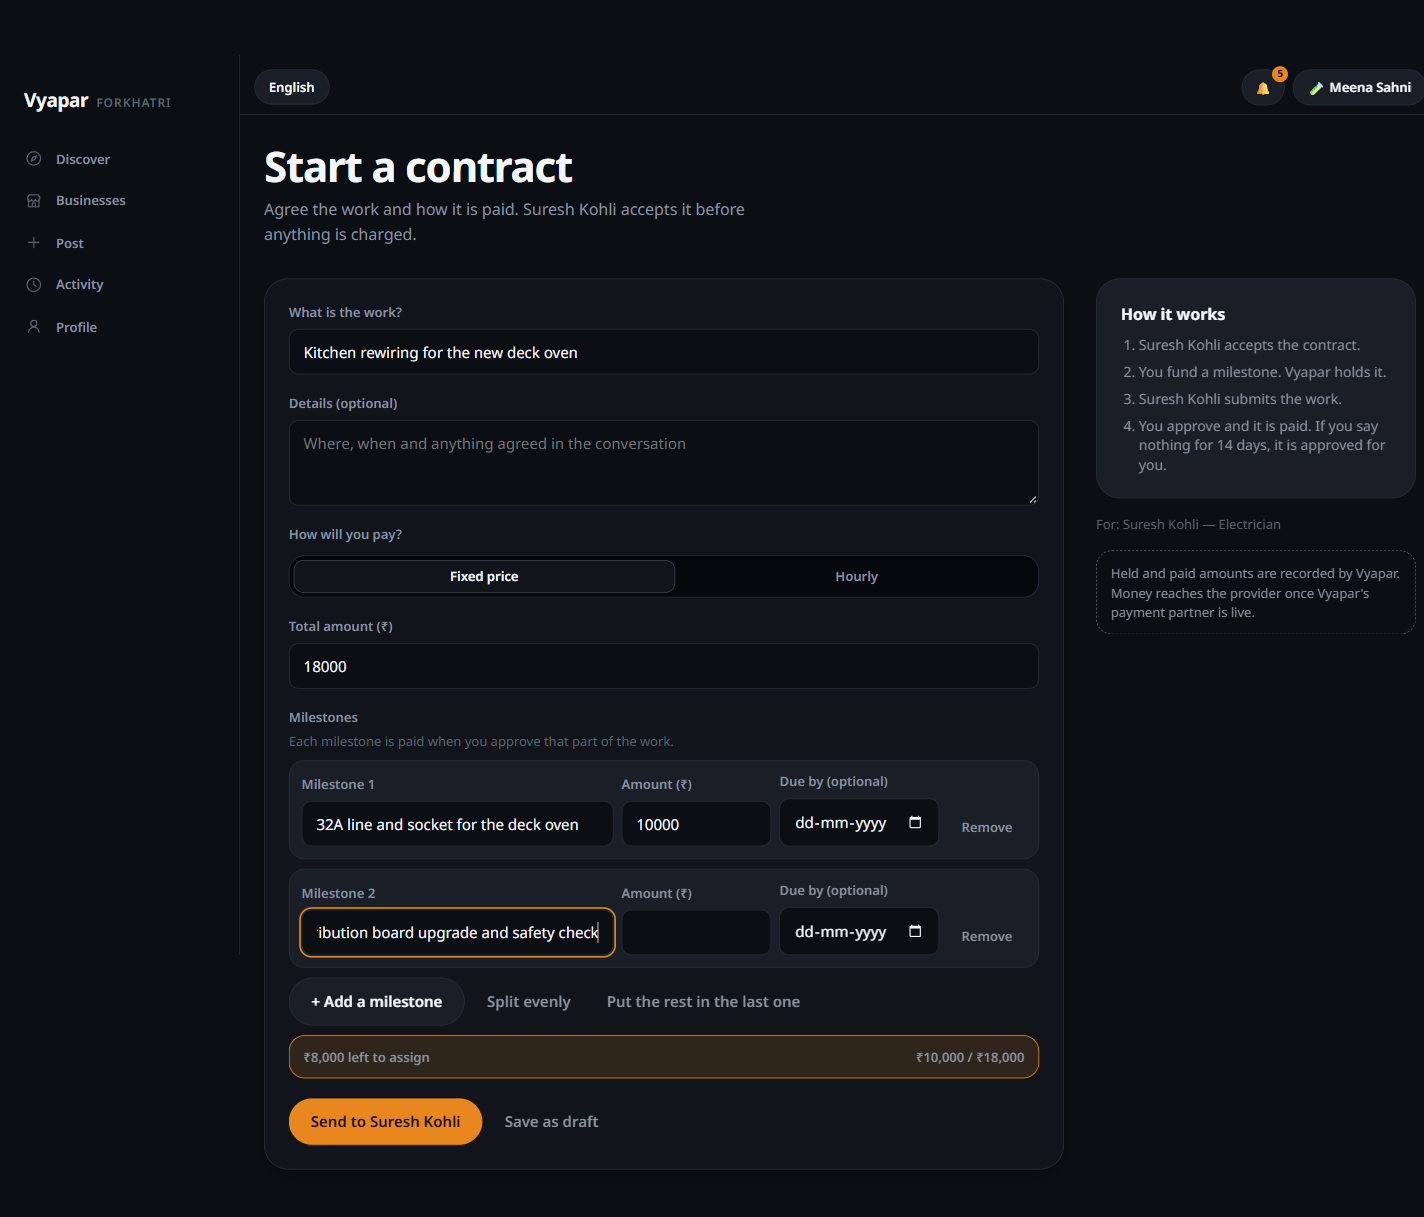 Vyapar FORKHATRI
English
5
Meena Sahni
Discover
Businesses
Post
Activity
Profile
Start a contract
Agree the work and how it is paid. Suresh Kohli accepts it before
anything is charged.
What is the work?
Kitchen rewiring for the new deck oven
Details (optional)
Where, when and anything agreed in the conversation
How will you pay?
Fixed price
Hourly
Total amount (₹)
18000
Milestones
Each milestone is paid when you approve that part of the work.
Milestone 1
Amount (₹)
Due by (optional)
32A line and socket for the deck oven
10000
dd-mm-yyyy
Remove
Milestone 2
Amount (₹)
Due by (optional)
ribution board upgrade and safety check
dd-mm-yyyy
Remove
+ Add a milestone
Split evenly
Put the rest in the last one
₹8,000 left to assign
₹10,000 / ₹18,000
Send to Suresh Kohli
Save as draft
How it works
1. Suresh Kohli accepts the contract.
2. You fund a milestone. Vyapar holds it.
3. Suresh Kohli submits the work.
4. You approve and it is paid. If you say
nothing for 14 days, it is approved for
you.
For: Suresh Kohli — Electrician
Held and paid amounts are recorded by Vyapar.
Money reaches the provider once Vyapar's
payment partner is live.